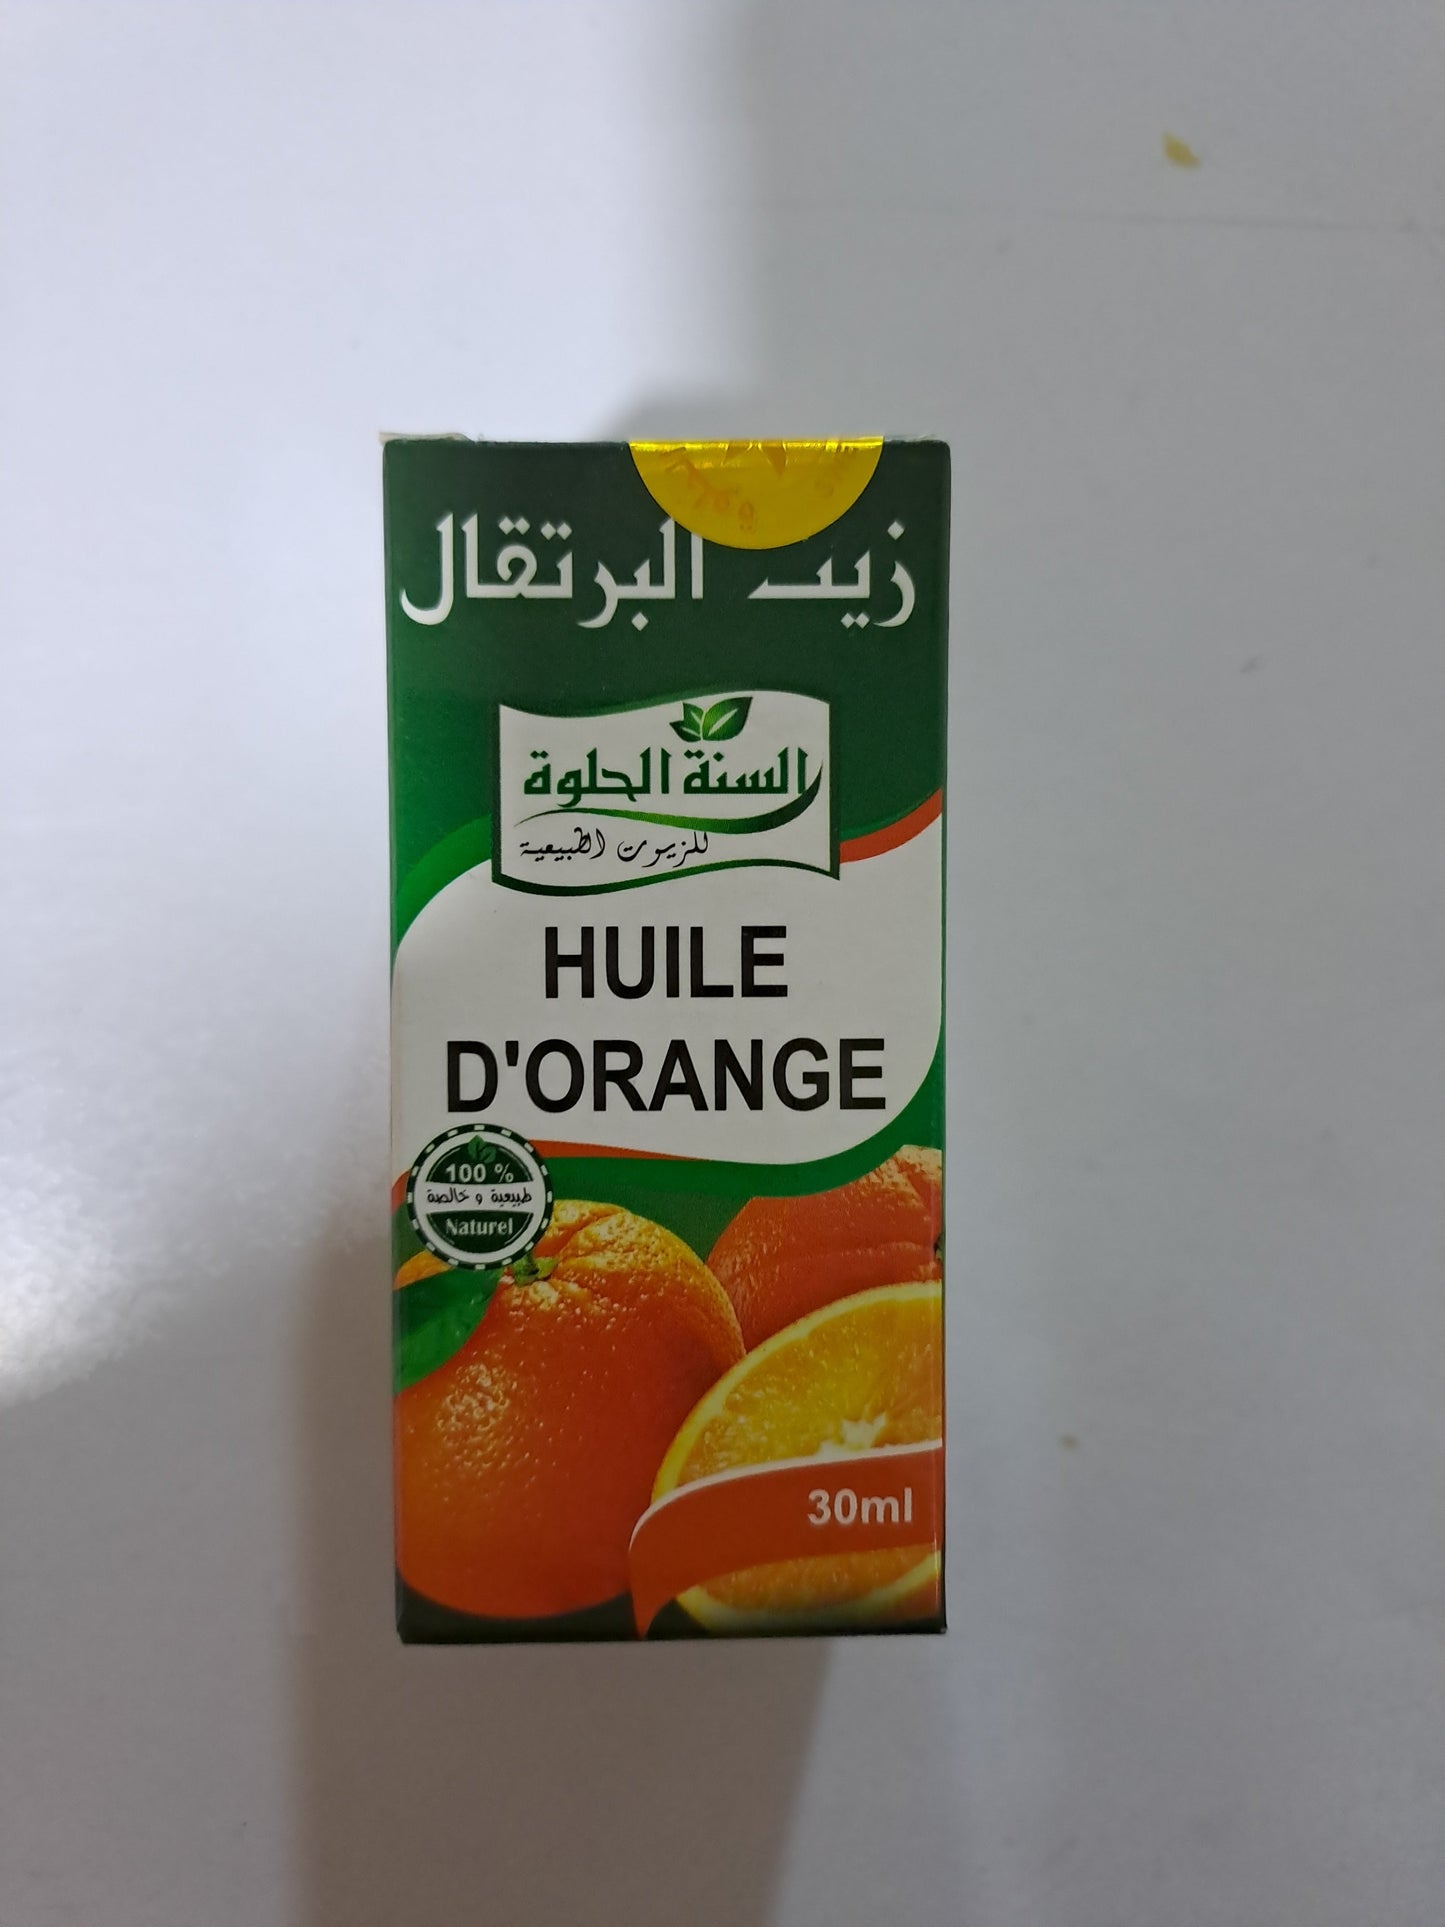 زيت البرتقال
السنة الحلوة
للزيوت الطبيعية
HUILE
D'ORANGE
100 %
طبيعية و خالصة
Naturel
30ml